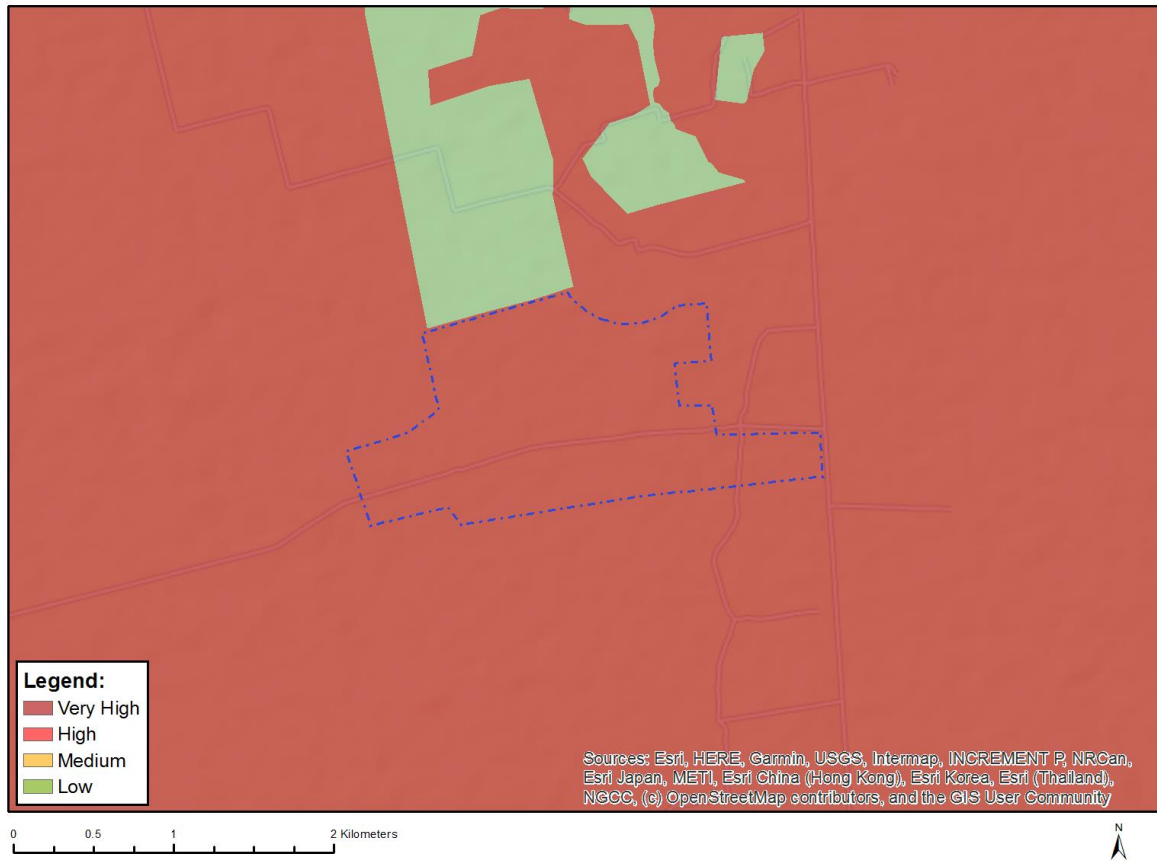 Legend:
Very High
High
Medium
Low
Sources: Esri, HERE, Garmin, USGS, Intermap, INCREMENT P, NRCan,
Esri Japan, METI, Esri China (Hong Kong), Esri Korea, Esri (Thailand),
NGCC, (c) OpenStreetMap contributors, and the GIS User Community
0 0.5 1 2 Kilometers
N